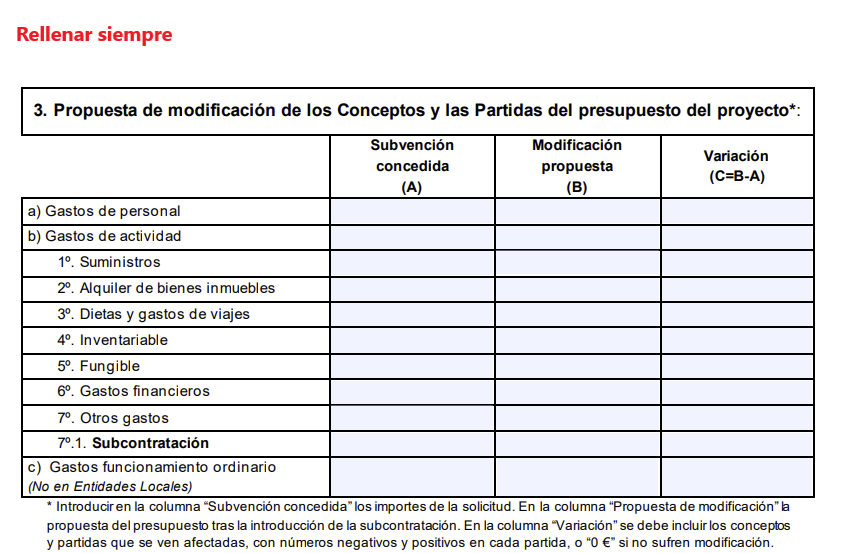 Rellenar siempre
3. Propuesta de modificación de los Conceptos y las Partidas del presupuesto del proyecto*:
Subvención concedida (A)
Modificación propuesta (B)
Variación (C=B-A)
a) Gastos de personal
b) Gastos de actividad
1º. Suministros
2º. Alquiler de bienes inmuebles
3º. Dietas y gastos de viajes
4º. Inventariable
5º. Fungible
6º. Gastos financieros
7º. Otros gastos
7º.1. Subcontratación
c) Gastos funcionamiento ordinario
(No en Entidades Locales)
* Introducir en la columna “Subvención concedida” los importes de la solicitud. En la columna “Propuesta de modificación” la
propuesta del presupuesto tras la introducción de la subcontratación. En la columna “Variación” se debe incluir los conceptos
y partidas que se ven afectadas, con números negativos y positivos en cada partida, o “0 €” si no sufren modificación.